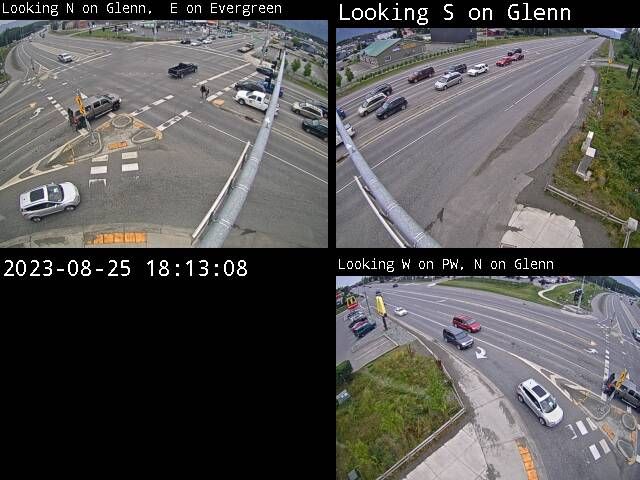 Looking N on Glenn,  E on Evergreen
Looking S on Glenn
2023-08-25 18:13:08
Looking W on PW, N on Glenn